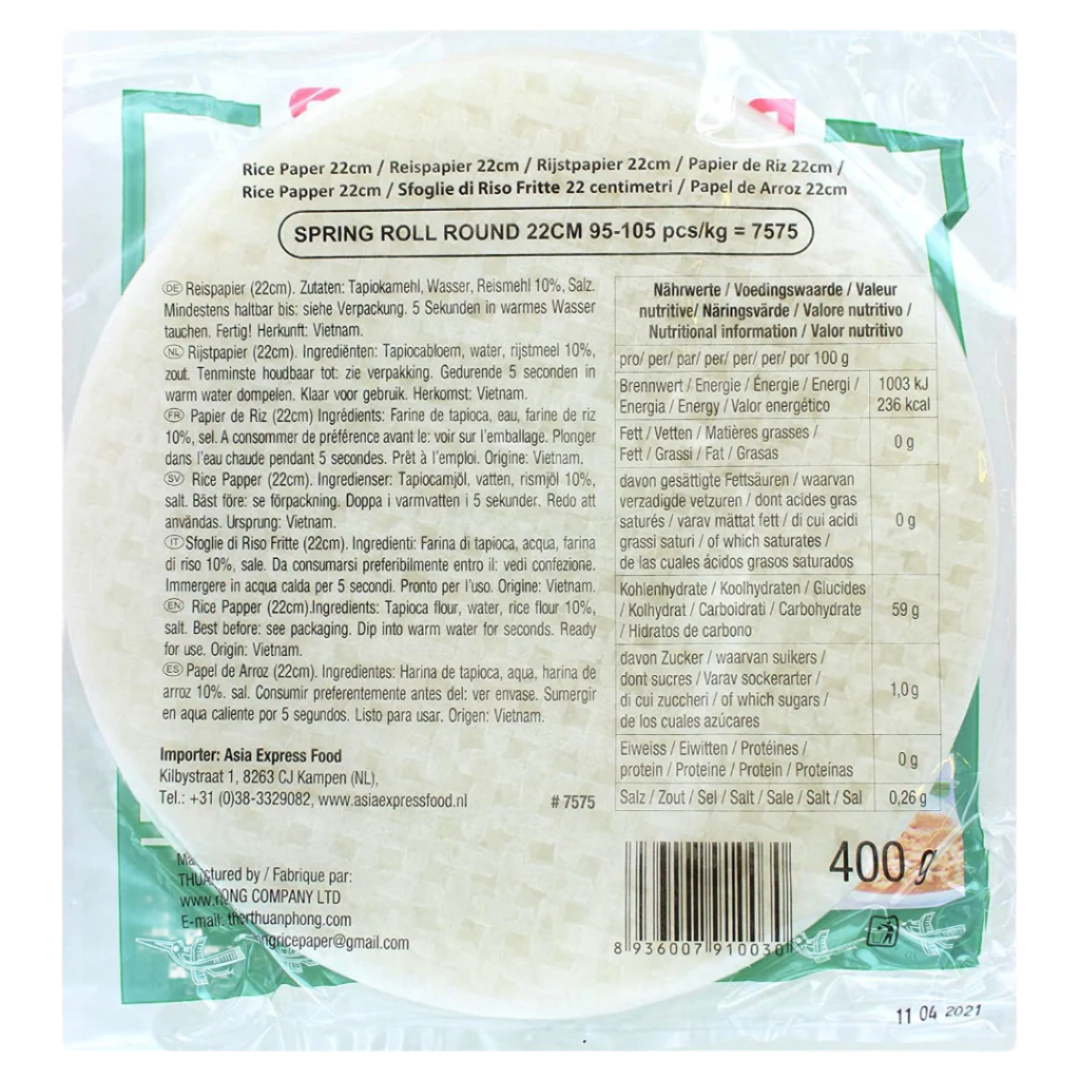 Rice Paper 22cm / Reispapier 22cm / Rijstpapier 22cm / Papier de Riz 22cm /
Rice Papper 22cm / Sfoglie di Riso Fritte 22 centimetri / Papel de Arroz 22cm
SPRING ROLL ROUND 22CM 95-105 pcs/kg = 7575
DE Reispapier (22cm). Zutaten: Tapiokamehl, Wasser, Reismehl 10%, Salz.
Mindestens haltbar bis: siehe Verpackung. 5 Sekunden in warmes Wasser
tauchen. Fertig! Herkunft: Vietnam.
NL Rijstpapier (22cm). Ingrediënten: Tapiocabloem, water, rijstmeel 10%,
zout. Tenminste houdbaar tot: zie verpakking. Gedurende 5 seconden in
warm water dompelen. Klaar voor gebruik. Herkomst: Vietnam.
FR Papier de Riz (22cm) Ingrédients: Farine de tapioca, eau, farine de riz
10%, sel. A consommer de préférence avant le: voir sur l'emballage. Plonger
dans l'eau chaude pendant 5 secondes. Prêt à l'emploi. Origine: Vietnam.
SV Rice Papper (22cm). Ingredienser: Tapiocamjöl, vatten, rismjöl 10%,
salt. Bäst före: se förpackning. Doppa i varmvatten i 5 sekunder. Redo att
användas. Ursprung: Vietnam.
IT Sfoglie di Riso Fritte (22cm). Ingredienti: Farina di tapioca, acqua, farina
di riso 10%, sale. Da consumarsi preferibilmente entro il: vedi confezione.
Immergere in acqua calda per 5 secondi. Pronto per l'uso. Origine: Vietnam.
EN Rice Papper (22cm).Ingredients: Tapioca flour, water, rice flour 10%,
salt. Best before: see packaging. Dip into warm water for seconds. Ready
for use. Origin: Vietnam.
ES Papel de Arroz (22cm). Ingredientes: Harina de tapioca, aqua, harina de
arroz 10%. sal. Consumir preferentemente antes del: ver envase. Sumergir
en aqua caliente por 5 segundos. Listo para usar. Origen: Vietnam.
Importer: Asia Express Food
Kilbystraat 1, 8263 CJ Kampen (NL),
Tel.: +31 (0)38-3329082, www.asiaexpressfood.nl # 7575
Nährwerte / Voedingswaarde / Valeur
nutritive/ Näringsvärde / Valore nutritivo /
Nutritional information / Valor nutritivo
pro/ per/ par/ per/ per/ per/ por 100 g
Brennwert / Energie / Énergie / Energi / 1003 kJ
Energia / Energy / Valor energético 236 kcal
Fett / Vetten / Matières grasses /
Fett / Grassi / Fat / Grasas 0 g
davon gesättigte Fettsäuren / waarvan
verzadigde vetzuren / dont acides gras
saturés / varav mättat fett / di cui acidi 0 g
grassi saturi / of which saturates /
de las cuales ácidos grasos saturados
Kohlenhydrate / Koolhydraten / Glucides
/ Kolhydrat / Carboidrati / Carbohydrate 59 g
/ Hidratos de carbono
davon Zucker / waarvan suikers /
dont sucres / Varav sockerarter /
di cui zuccheri / of which sugars / 1,0 g
de los cuales azúcares
Eiweiss / Eiwitten / Protéines /
protein / Proteine / Protein / Proteínas 0 g
Salz / Zout / Sel / Salt / Sale / Salt / Sal 0,26 g
by / Fabrique par:
COMPANY LTD
E-mail:
400 g
8 936007 910030
11 04 2021